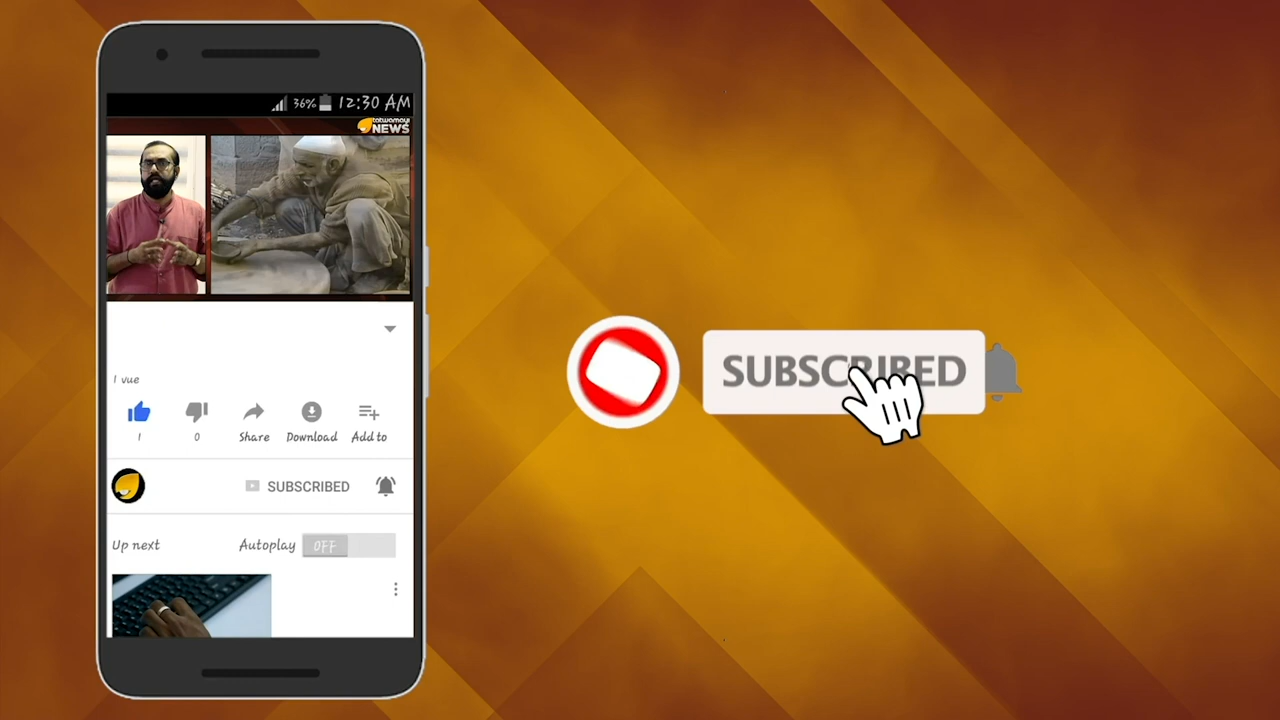 36% 12:30 AM
tatwamayi
NEWS
1 vue
1
0
Share
Download
Add to
SUBSCRIBED
Up next
Autoplay
OFF
SUBSCRIBED